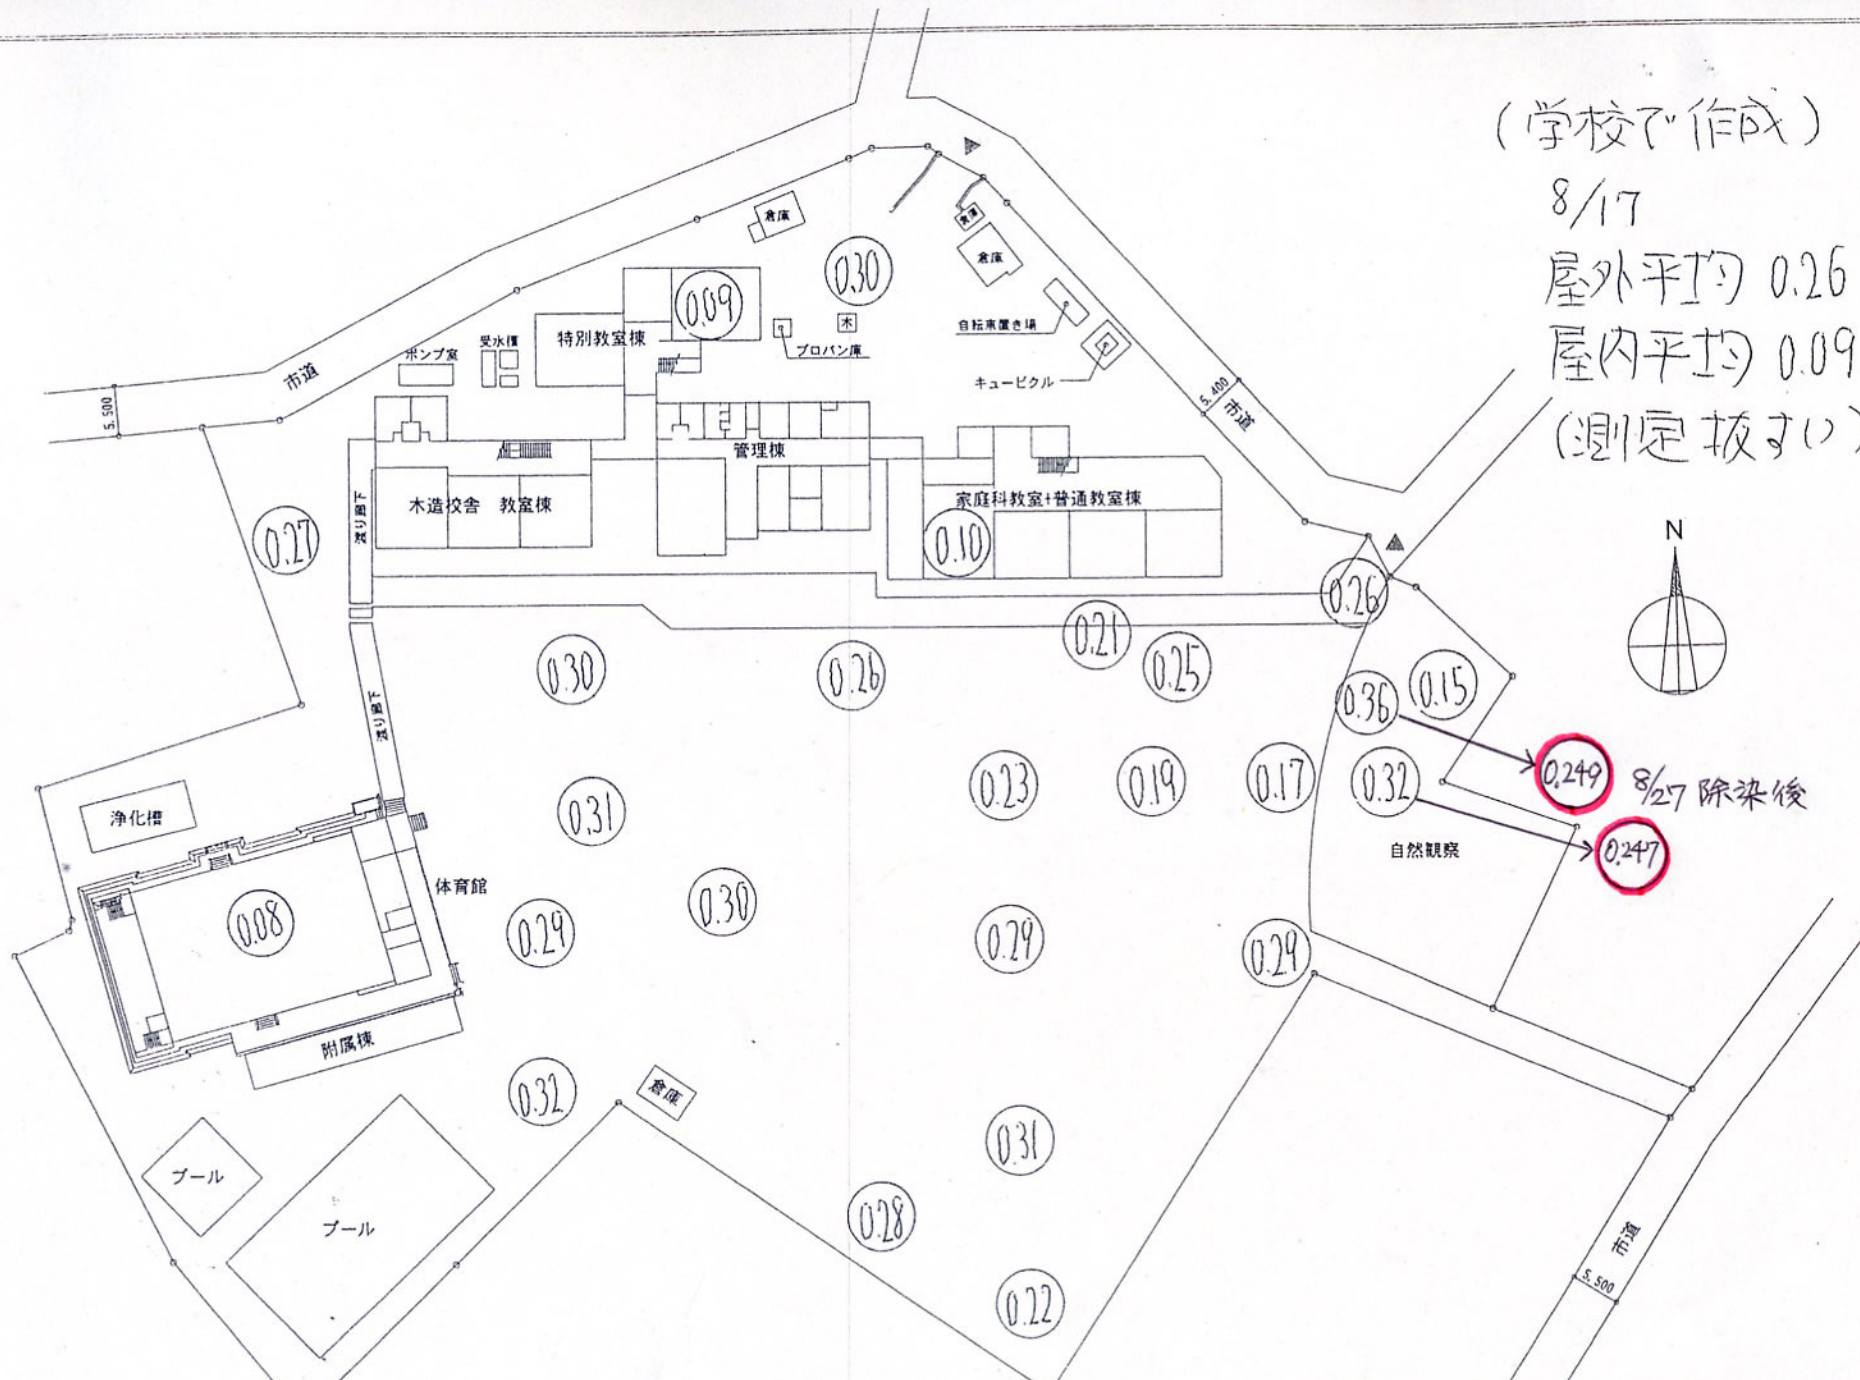 (学校で作成)
8/17
屋外平均 0.26
屋内平均 0.09
(測定抜すい)
倉庫
0.30
倉庫
倉庫
0.09
特別教室棟
受水槽
ポンプ室
プロパン庫
木
自転車置き場
キュービクル
市道
5.500
5.400
市道
管理棟
木造校舎 教室棟
渡り廊下
家庭科教室+普通教室棟
0.27
0.10
N
0.26
0.21
0.30
0.26
0.25
0.36
0.15
渡り廊下
0.23
0.19
0.17
0.32
0.249
8/27 除染後
0.31
浄化槽
自然観察
0.247
体育館
0.08
0.30
0.29
0.29
0.29
附属棟
倉庫
0.32
0.31
プール
プール
0.28
市道
5.500
0.22